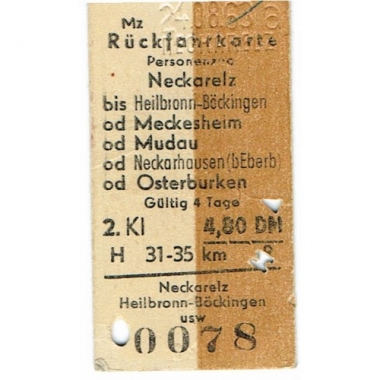 Mz
Rückfahrkarte
Personenzug
Neckarelz
bis Heilbronn-Böckingen
od Meckesheim
od Mudau
od Neckarhausen (bEberb)
od Osterburken
Gültig 4 Tage
2. Kl 4,80 DM
H 31-35 km
Neckarelz
Heilbronn-Böckingen
usw
0078